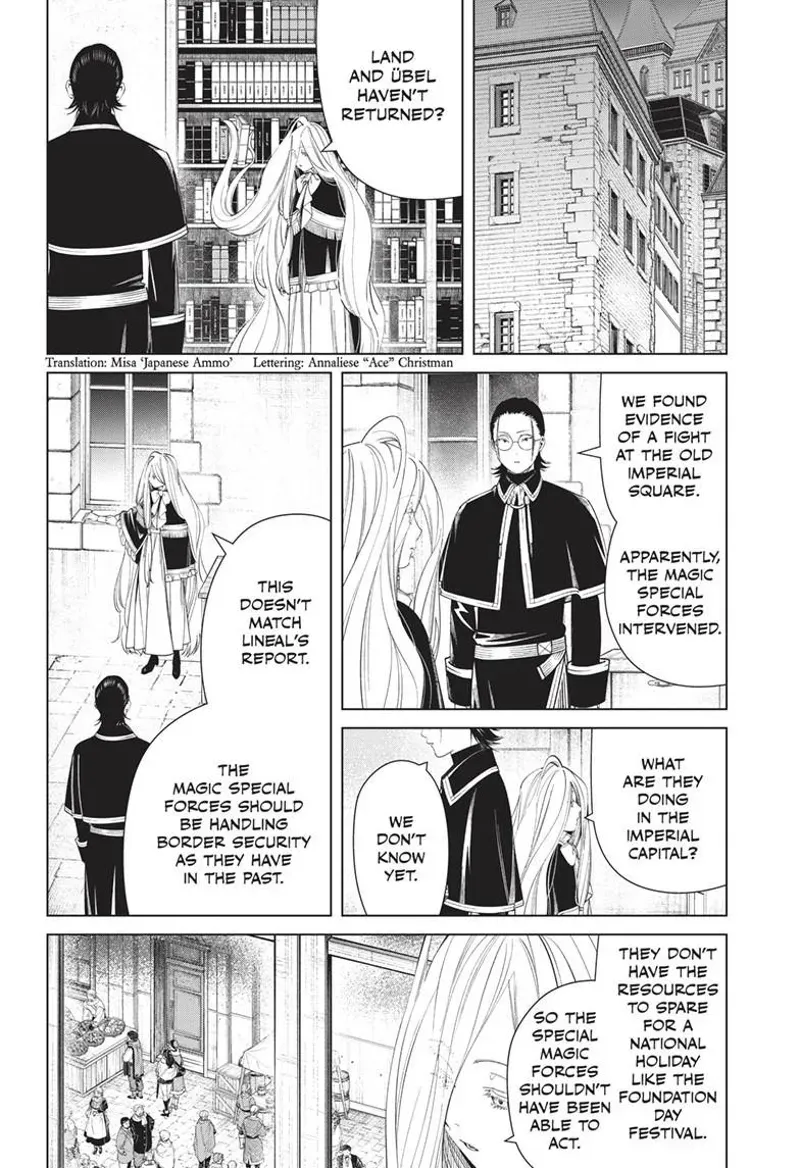 LAND
AND ÜBEL
HAVEN'T
RETURNED?
Translation: Misa 'Japanese Ammo' Lettering: Annaliese "Ace" Christman
WE FOUND
EVIDENCE
OF A FIGHT
AT THE OLD
IMPERIAL
SQUARE.
APPARENTLY,
THE MAGIC
SPECIAL
FORCES
INTERVENED.
THIS
DOESN'T
MATCH
LINEAL'S
REPORT.
THE
MAGIC SPECIAL
FORCES SHOULD
BE HANDLING
BORDER SECURITY
AS THEY HAVE
IN THE PAST.
WHAT
ARE THEY
DOING
IN THE
IMPERIAL
CAPITAL?
WE
DON'T
KNOW
YET.
THEY DON'T
HAVE THE
RESOURCES
TO SPARE
FOR A
NATIONAL
HOLIDAY
LIKE THE
FOUNDATION
DAY
FESTIVAL.
SO THE
SPECIAL
MAGIC
FORCES
SHOULDN'T
HAVE BEEN
ABLE TO
ACT.